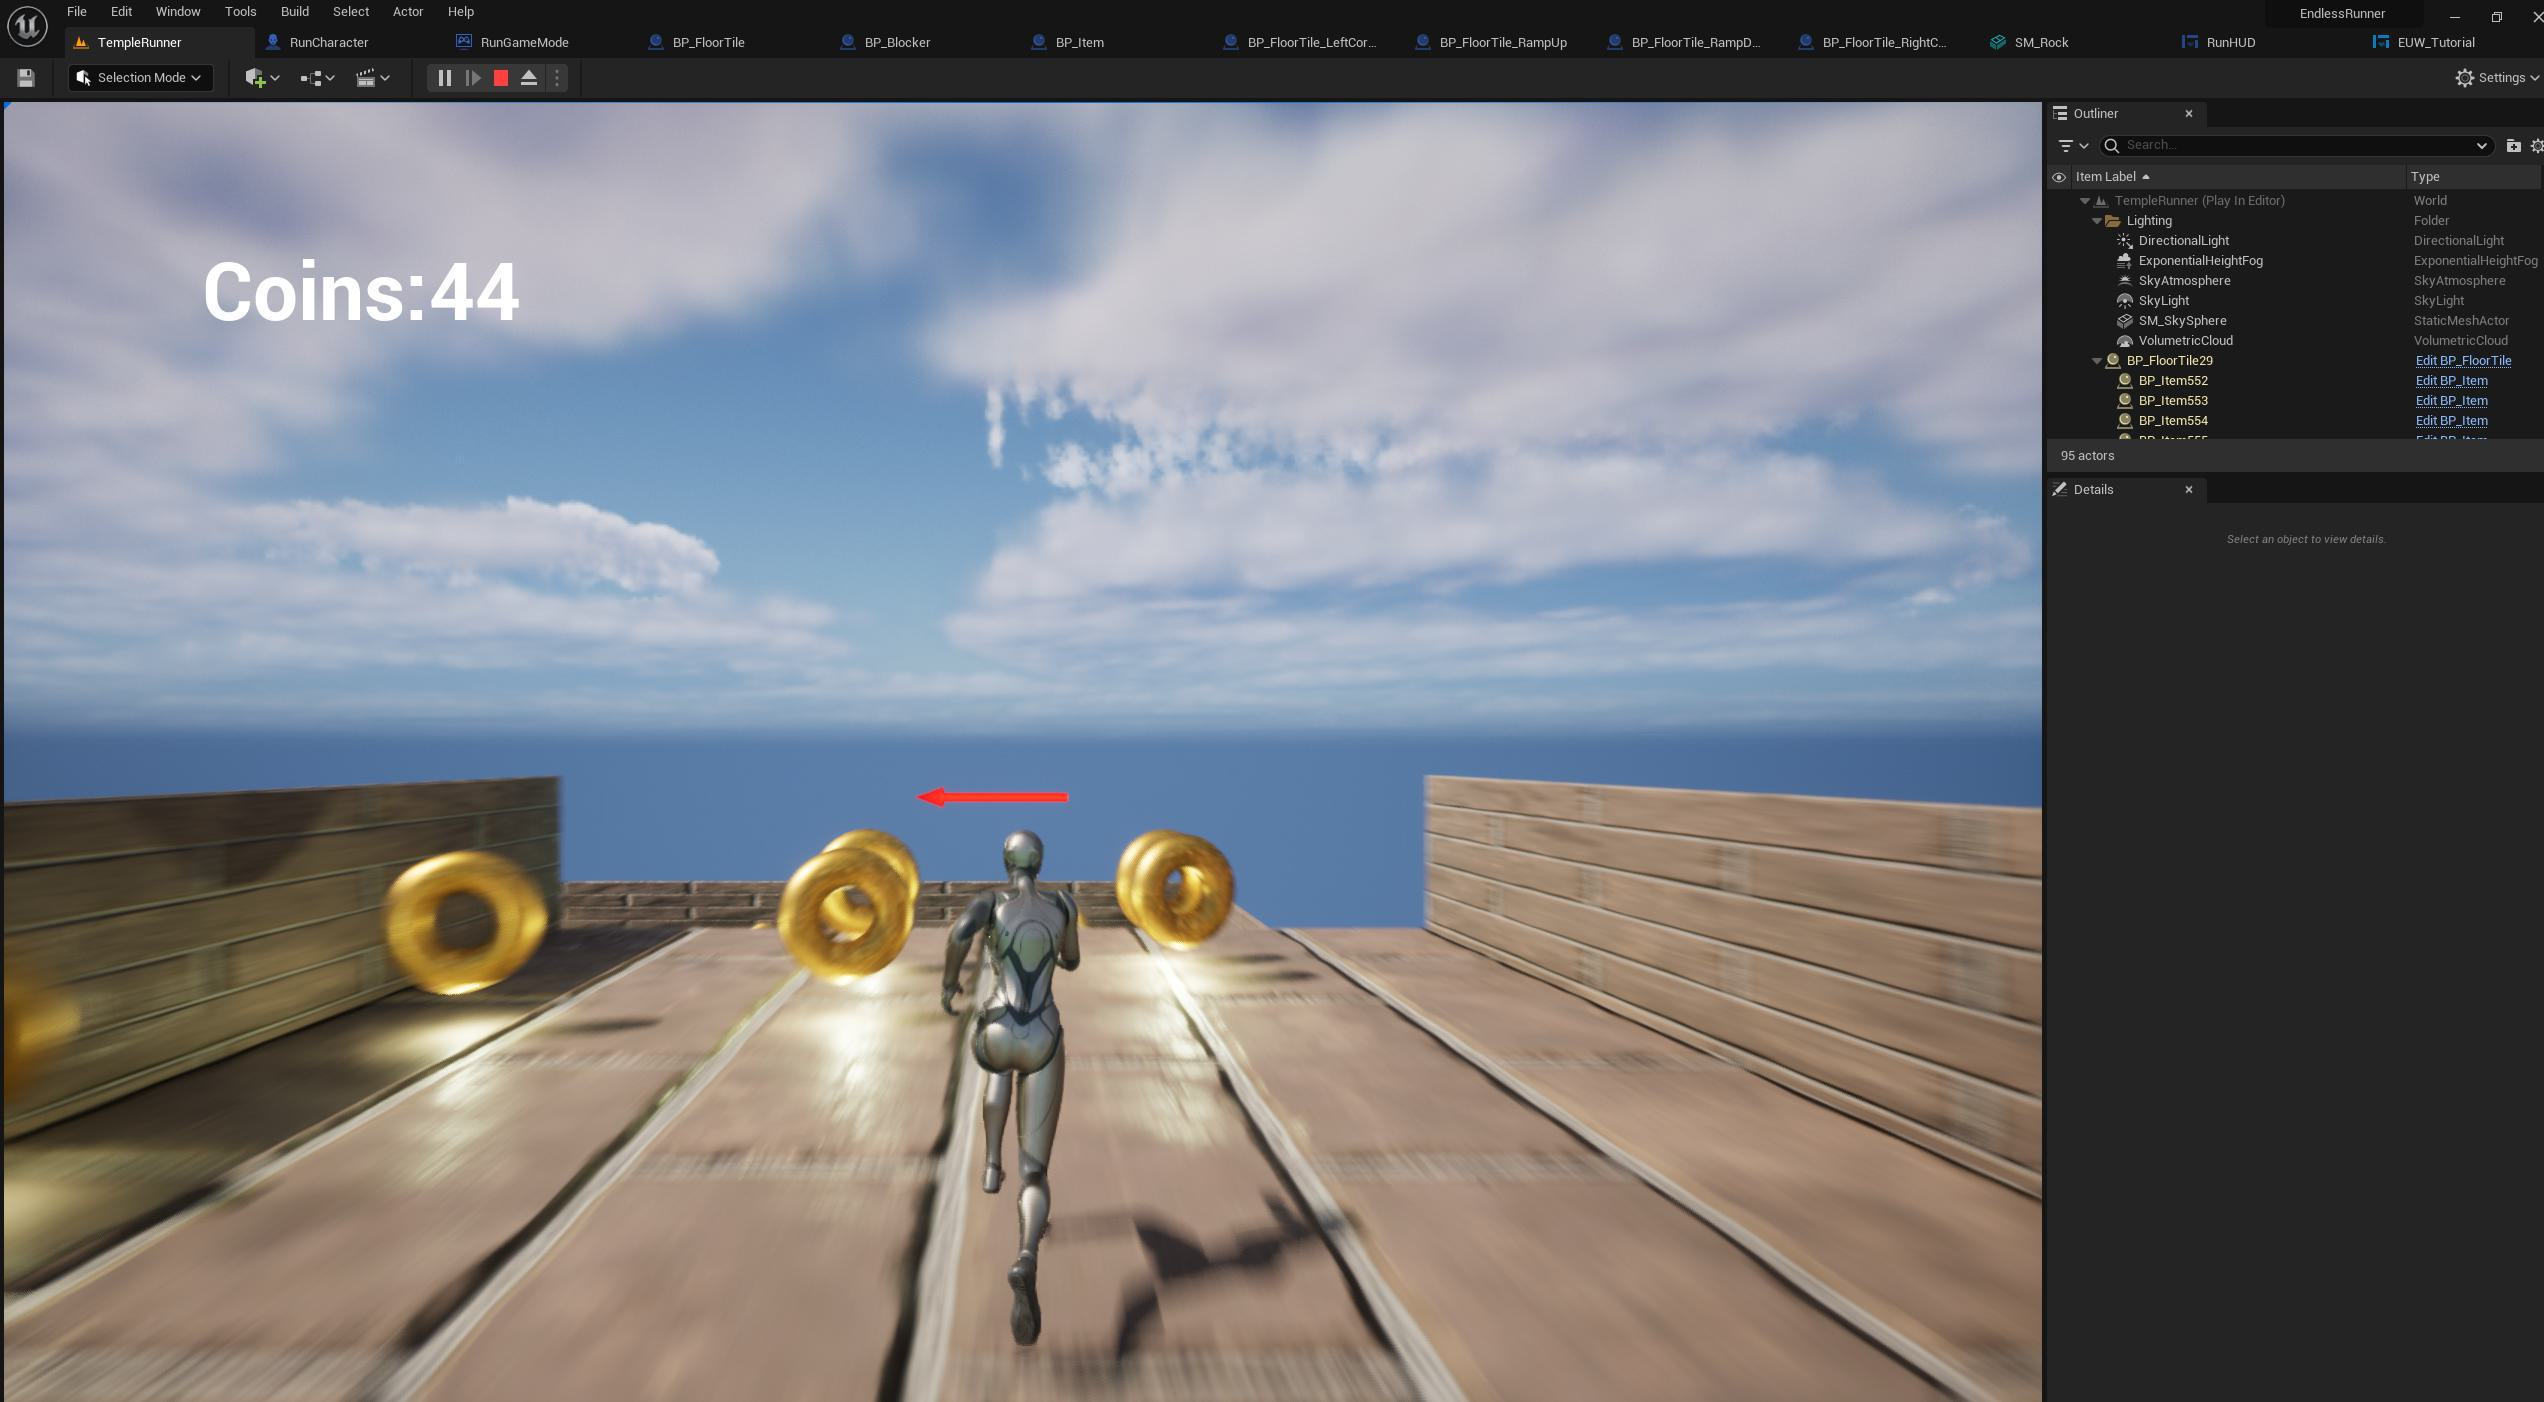 File Edit Window Tools Build Select Actor Help
EndlessRunner
TempleRunner RunCharacter RunGameMode BP_FloorTile BP_Blocker BP_Item BP_FloorTile_LeftCor... BP_FloorTile_RampUp BP_FloorTile_RampD... BP_FloorTile_RightC... SM_Rock RunHUD EUW_Tutorial
Selection Mode
Settings
Coins:44
Outliner
Search...
Item Label Type
TempleRunner (Play In Editor) World
Lighting Folder
DirectionalLight DirectionalLight
ExponentialHeightFog ExponentialHeightFog
SkyAtmosphere SkyAtmosphere
SkyLight SkyLight
SM_SkySphere StaticMeshActor
VolumetricCloud VolumetricCloud
BP_FloorTile29 Edit BP_FloorTile
BP_Item552 Edit BP_Item
BP_Item553 Edit BP_Item
BP_Item554 Edit BP_Item
95 actors
Details
Select an object to view details.